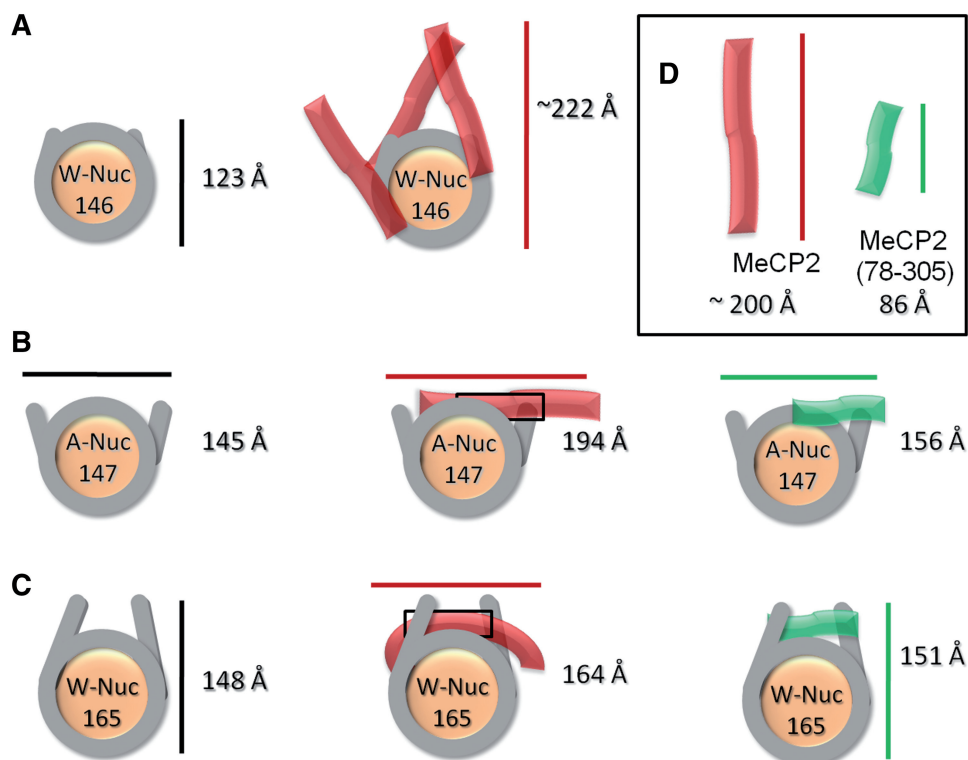 A
W-Nuc
146
123 Å
W-Nuc
146
~222 Å
D
MeCP2
~ 200 Å
MeCP2
(78-305)
86 Å
B
A-Nuc
147
145 Å
A-Nuc
147
194 Å
A-Nuc
147
156 Å
C
W-Nuc
165
148 Å
W-Nuc
165
164 Å
W-Nuc
165
151 Å